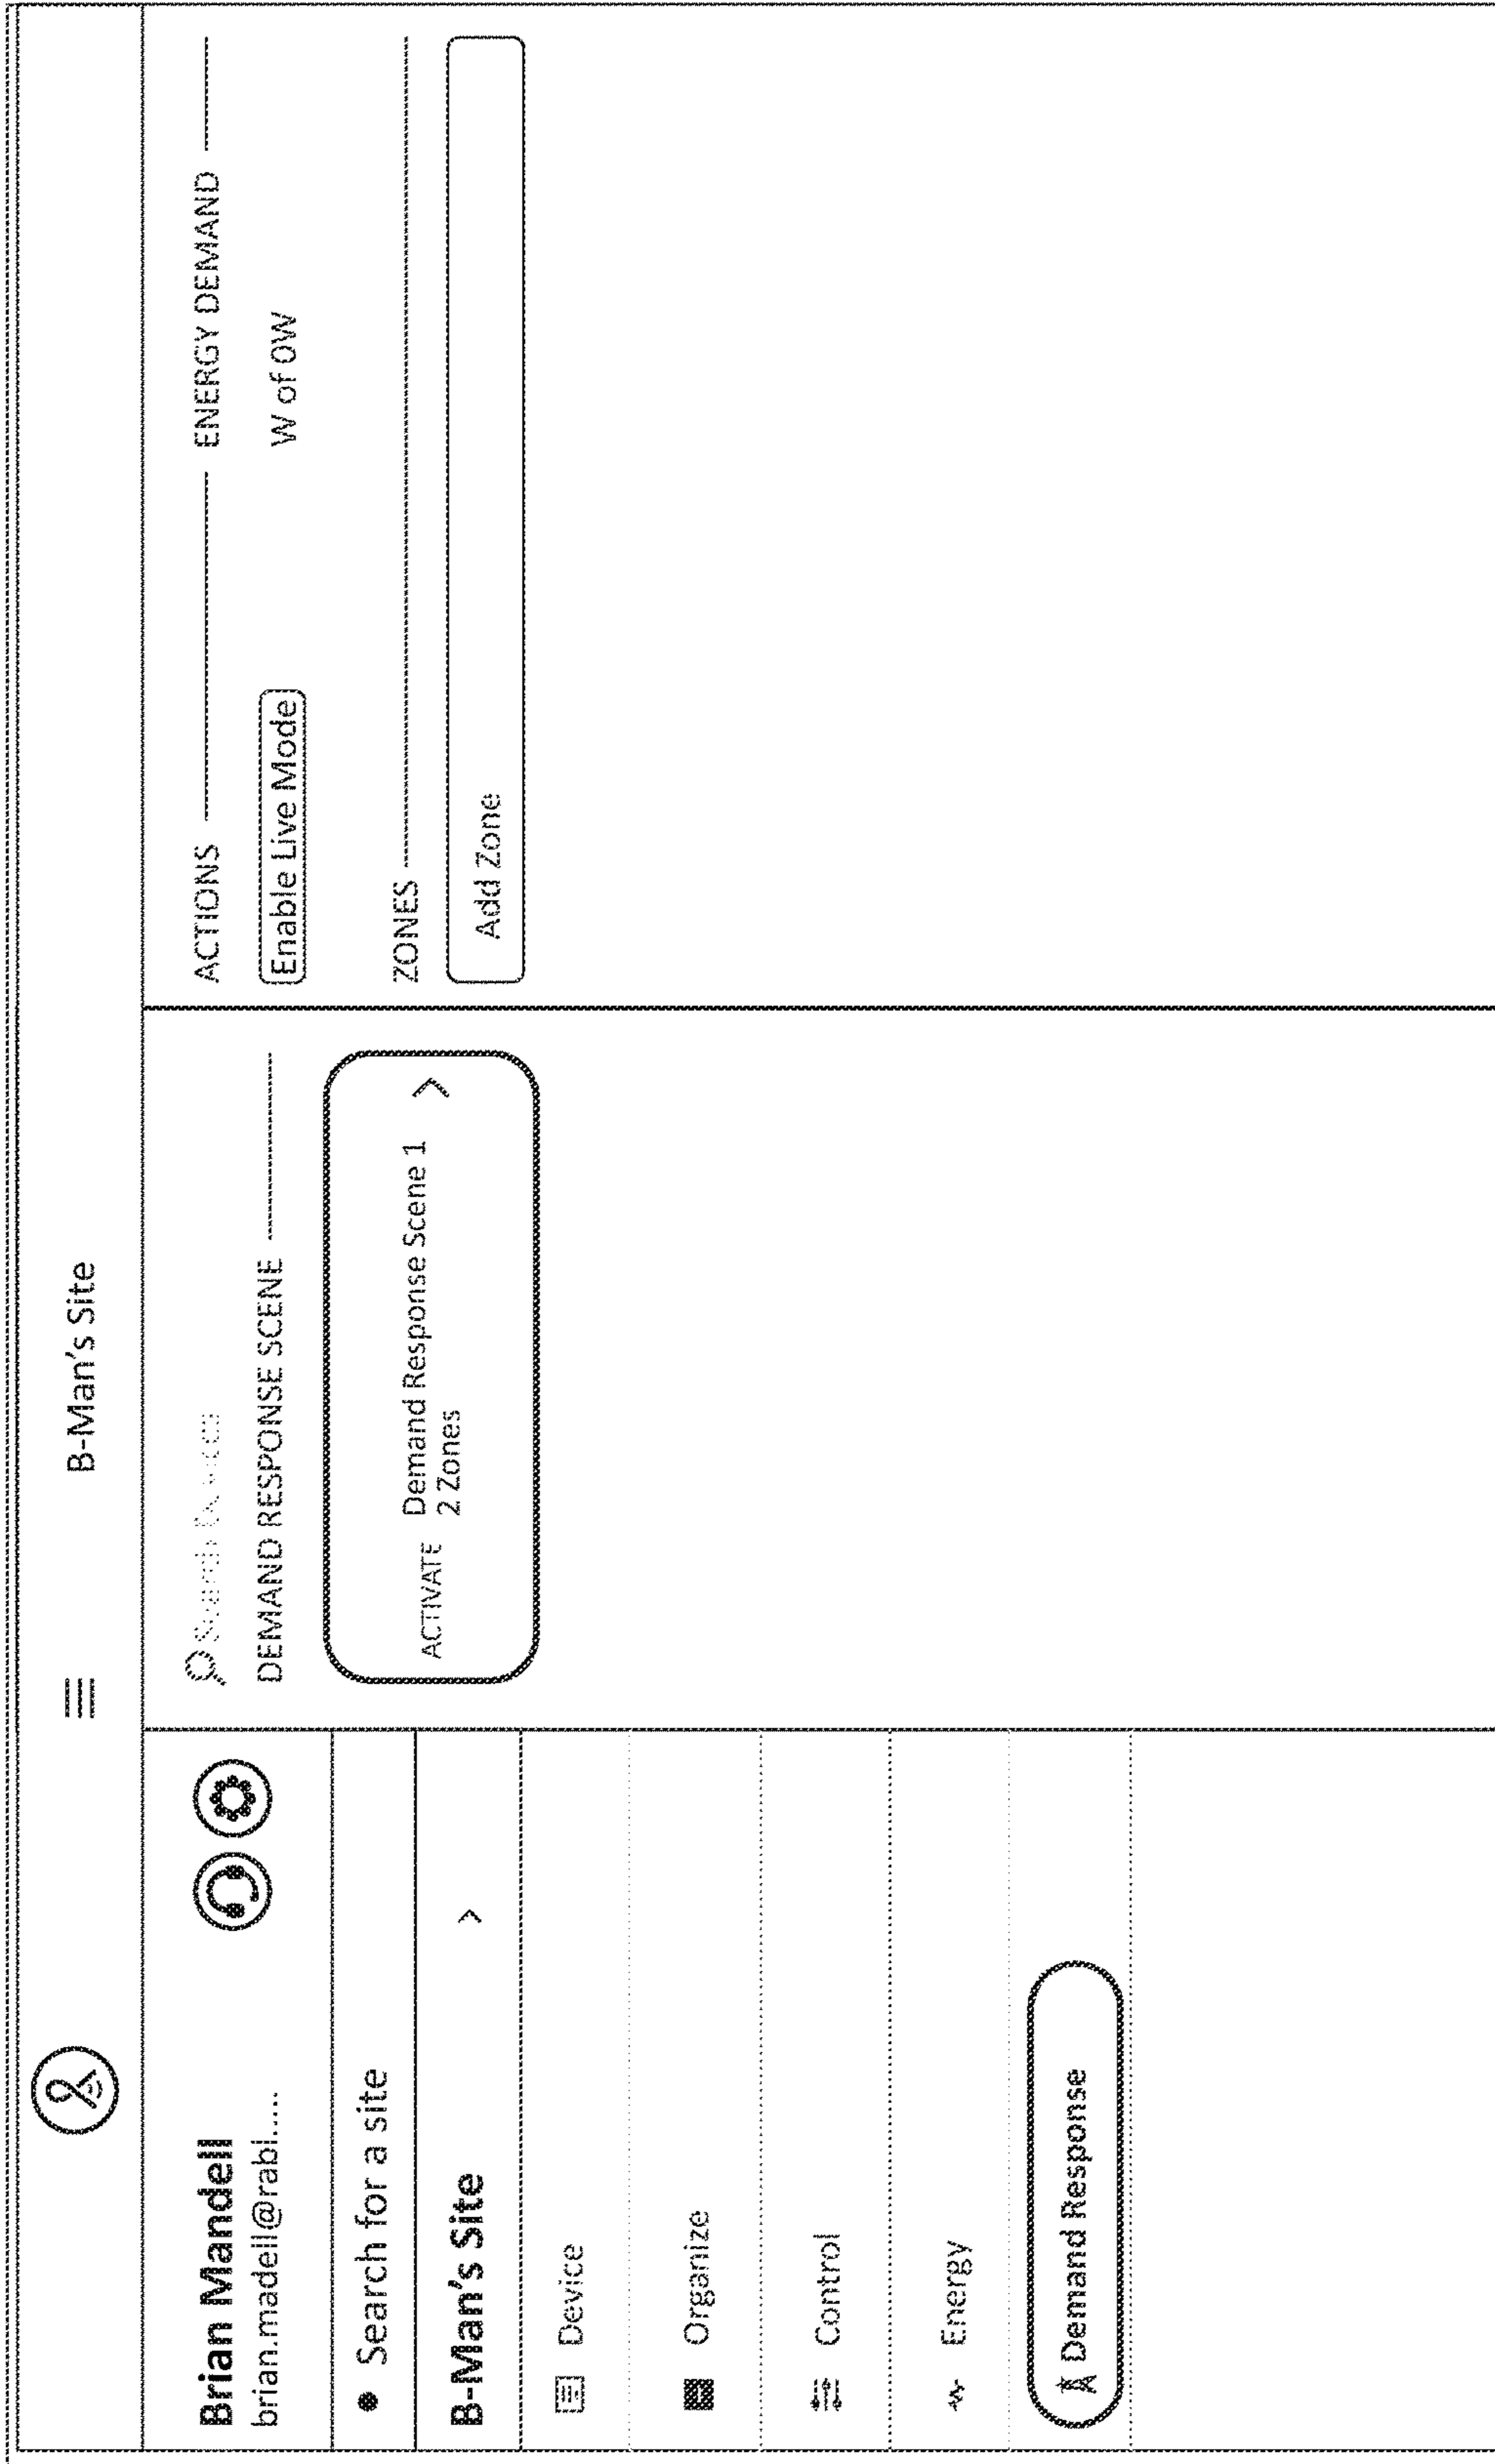 B-Man's Site
Brian Mandell
brian.madell@rabl.....
Search for a site
B-Man's Site
Device
Organize
Control
Energy
Demand Response
Search
DEMAND RESPONSE SCENE
ACTIVATE
Demand Response Scene 1
2 Zones
ACTIONS
Enable Live Mode
ENERGY DEMAND
W of 0W
ZONES
Add Zone